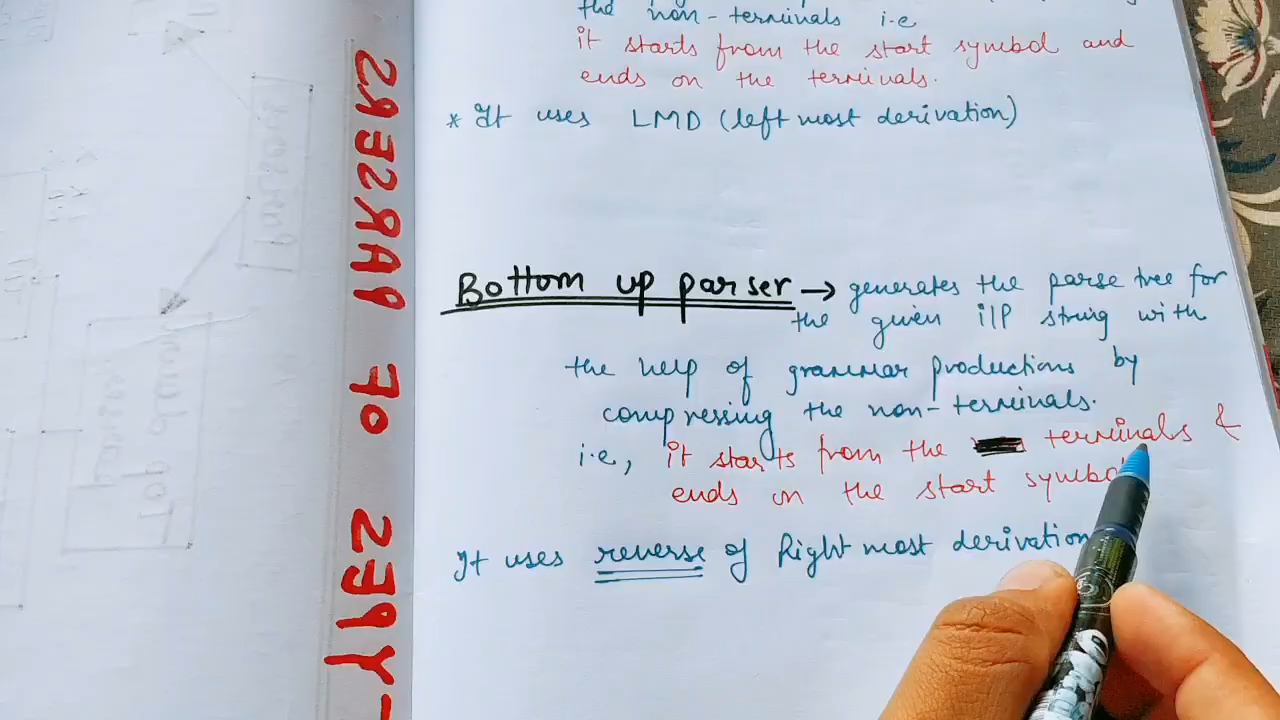 the non-terminals i.e
it starts from the start symbol and
ends on the terminals.
* It uses LMD (left most derivation)
Bottom up parser → generates the parse tree for
the given i/P string with
the help of grammar productions by
compressing the non-terminals.
i.e, it starts from the terminals &
ends on the start symbol
It uses reverse of Right most derivation
TYPES OF PARSER